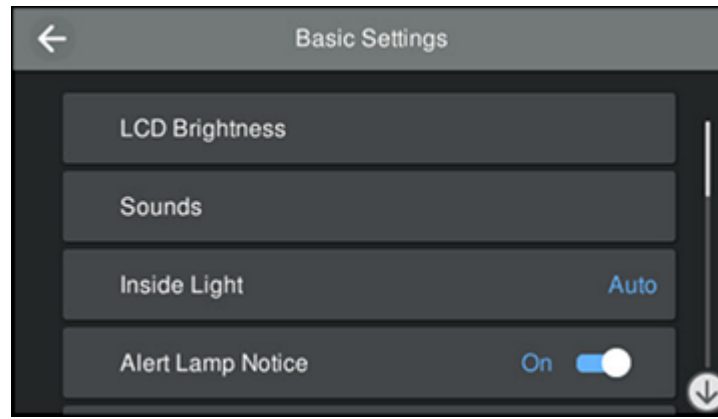 Basic Settings
LCD Brightness
Sounds
Inside Light Auto
Alert Lamp Notice On